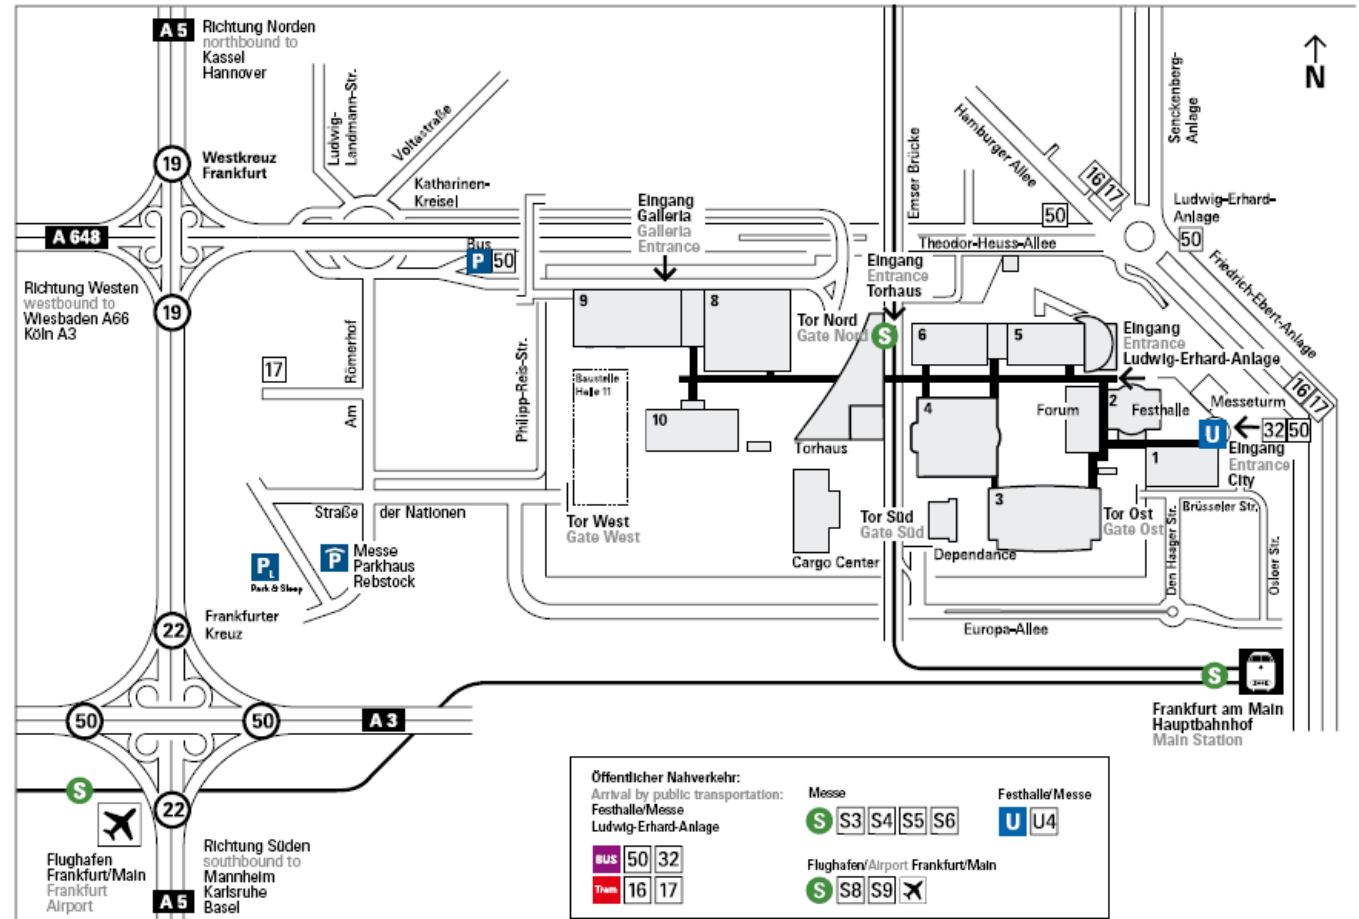 A 5
Richtung Norden
northbound to
Kassel
Hannover
N
Ludwig-
Landmann-Str.
Voltastraße
Emser Brücke
Hamburger Allee
Senckenberg-
Anlage
19
Westkreuz
Frankfurt
Katharinen-
Kreisel
16 17
Ludwig-Erhard-
Anlage
50
50
Eingang
Galleria
Galleria
Entrance
A 648
Bus
P 50
Theodor-Heuss-Allee
Friedrich-Ebert-Anlage
Eingang
Entrance
Torhaus
Richtung Westen
westbound to
Wiesbaden A66
Köln A3
19
9
8
Tor Nord
Gate Nord
S
6
5
Eingang
Entrance
Ludwig-Erhard-Anlage
17
Am Römerhof
Philipp-Reis-Str.
Baustelle
Halle 11
10
Torhaus
4
Forum
2
Festhalle
Messeturm
16 17
U
32 50
Eingang
Entrance
City
1
3
Straße der Nationen
Tor West
Gate West
Cargo Center
Tor Süd
Gate Süd
Dependance
Tor Ost
Gate Ost
Brüsseler Str.
Den Haager Str.
Osloer Str.
P
Messe
Parkhaus
Rebstock
PL
Park & Sleep
22
Frankfurter
Kreuz
Europa-Allee
50
50
A 3
S
Frankfurt am Main
Hauptbahnhof
Main Station
S
22
Flughafen
Frankfurt/Main
Frankfurt
Airport
Richtung Süden
southbound to
Mannheim
Karlsruhe
Basel
A 5
Öffentlicher Nahverkehr:
Arrival by public transportation:
Festhalle/Messe
Ludwig-Erhard-Anlage
BUS 50 32
Tram 16 17
Messe
S S3 S4 S5 S6
Flughafen/Airport Frankfurt/Main
S S8 S9
Festhalle/Messe
U U4